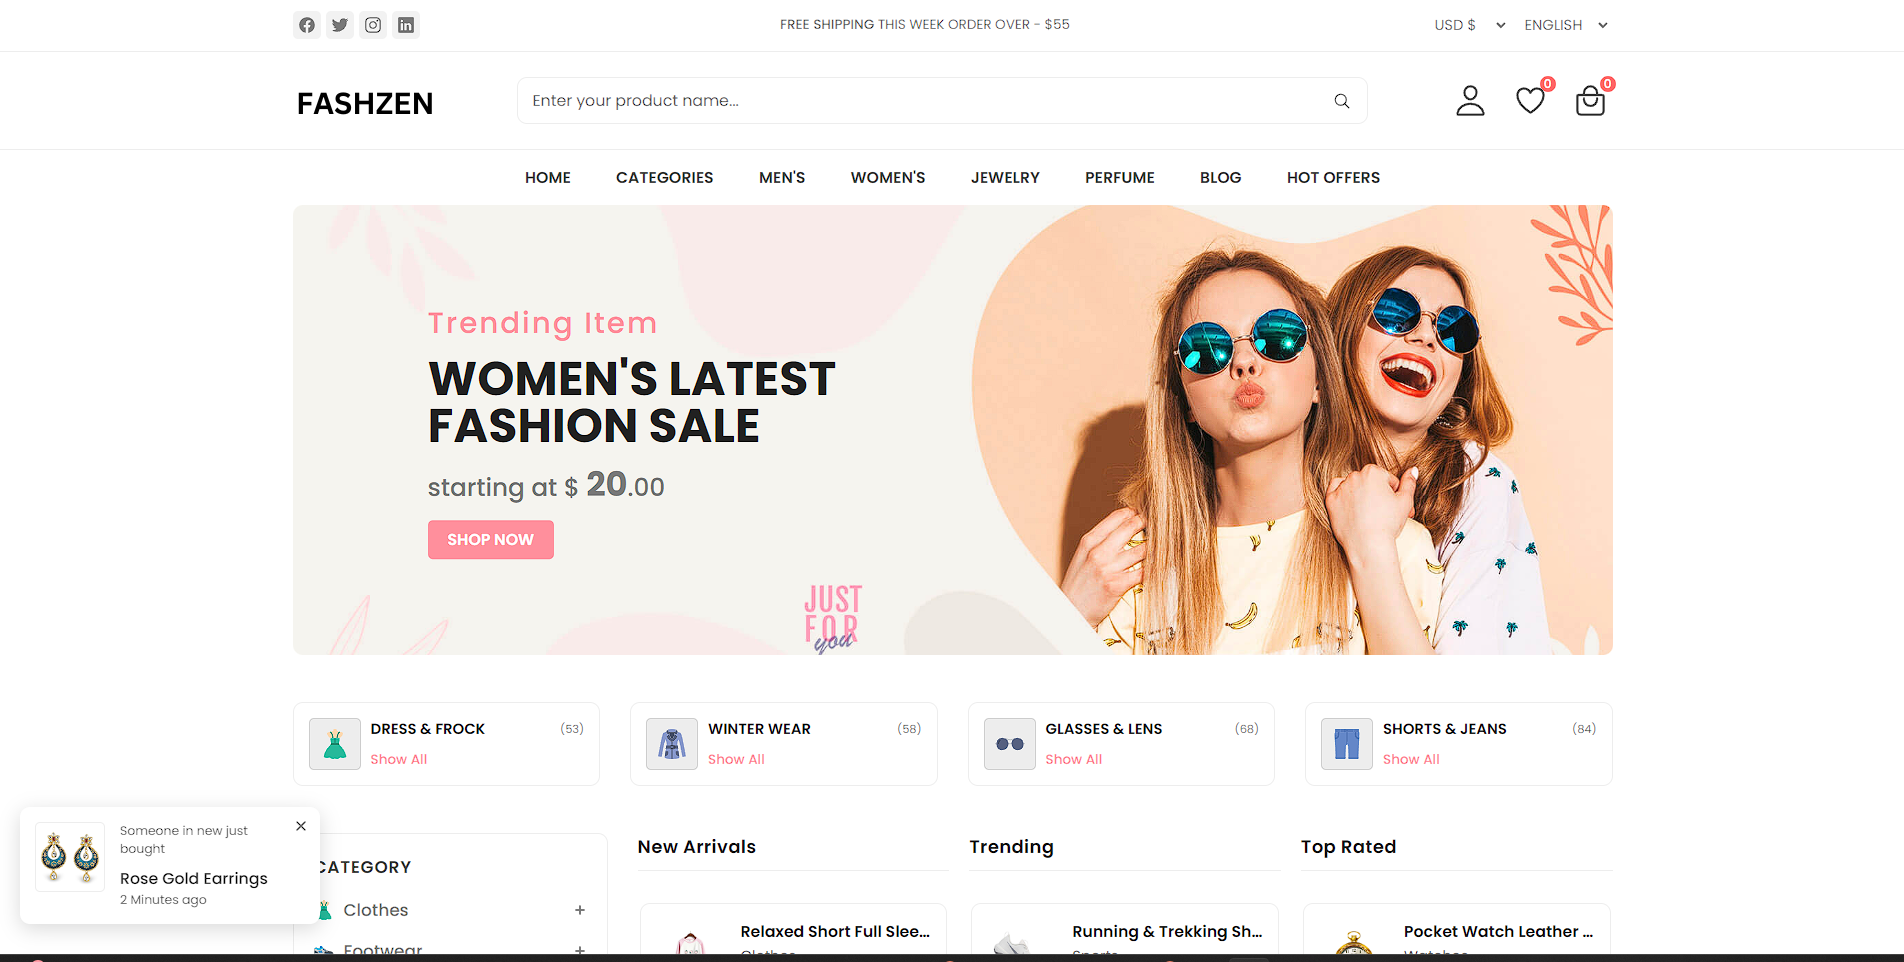 FREE SHIPPING THIS WEEK ORDER OVER - $55
USD $
ENGLISH
FASHZEN
Enter your product name...
0
0
HOME
CATEGORIES
MEN'S
WOMEN'S
JEWELRY
PERFUME
BLOG
HOT OFFERS
Trending Item
WOMEN'S LATEST
FASHION SALE
starting at $ 20.00
SHOP NOW
JUST
FOR
you
DRESS & FROCK
(53)
Show All
WINTER WEAR
(58)
Show All
GLASSES & LENS
(68)
Show All
SHORTS & JEANS
(84)
Show All
Someone in new just
bought
Rose Gold Earrings
2 Minutes ago
CATEGORY
Clothes
+
Footwear
+
New Arrivals
Relaxed Short Full Slee...
Clothes
Trending
Running & Trekking Sh...
Sports
Top Rated
Pocket Watch Leather ...
Watches